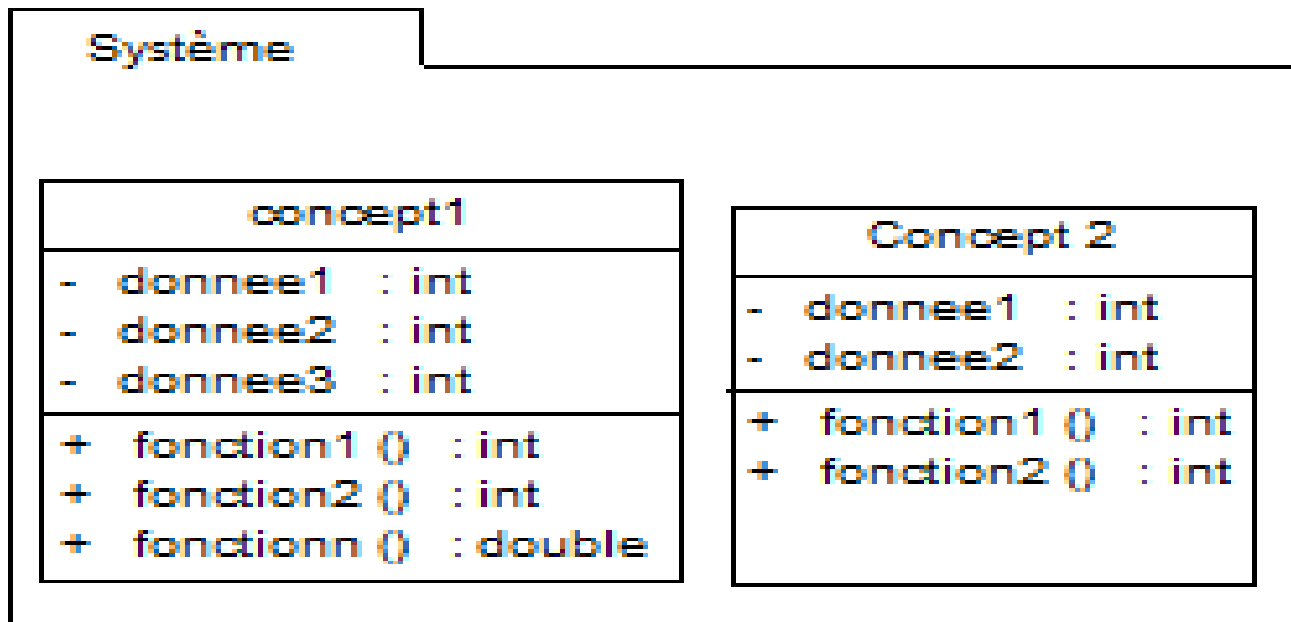 Système
concept1
- donnee1 : int
- donnee2 : int
- donnee3 : int
+ fonction1 () : int
+ fonction2 () : int
+ fonctionn () : double
Concept 2
- donnee1 : int
- donnee2 : int
+ fonction1 () : int
+ fonction2 () : int